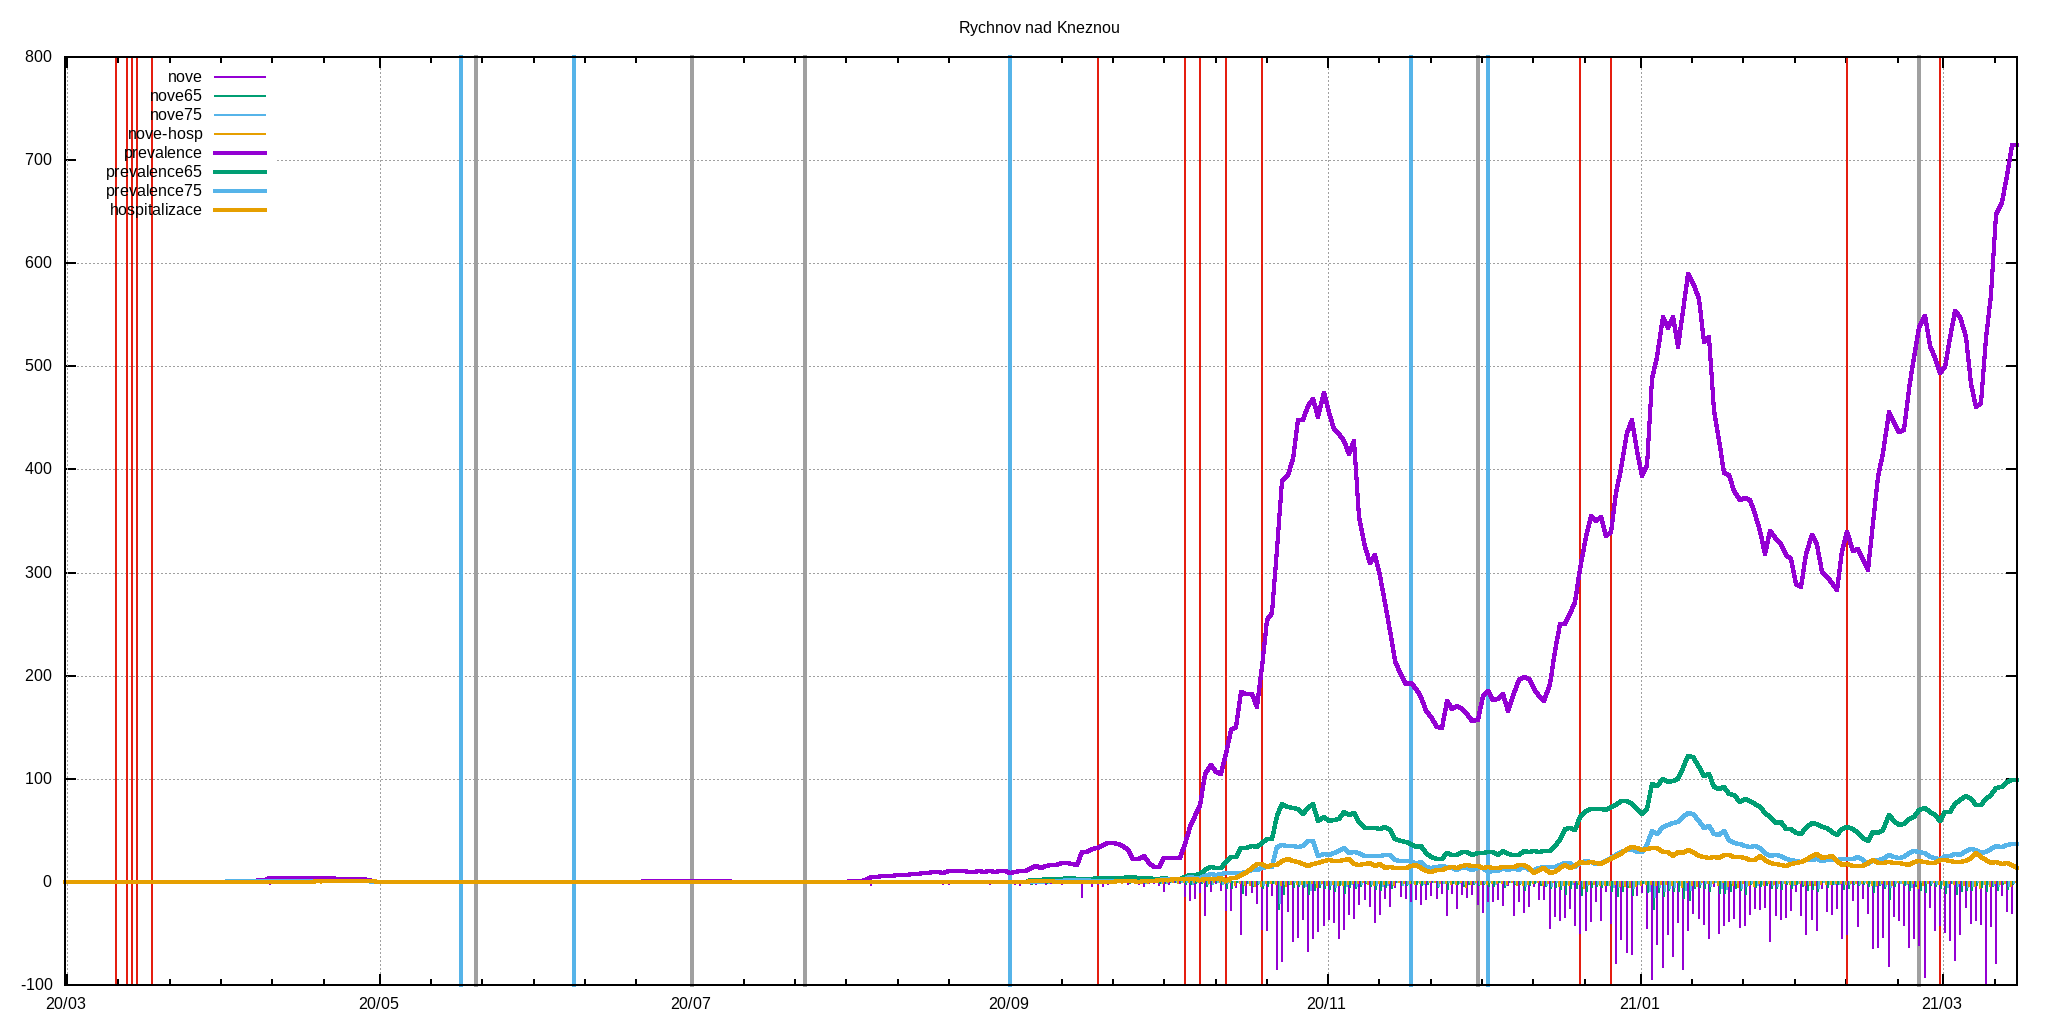 Rychnov nad Kneznou
800
700
600
500
400
300
200
100
0
-100
nove
nove65
nove75
nove-hosp
prevalence
prevalence65
prevalence75
hospitalizace
20/03 20/05 20/07 20/09 20/11 21/01 21/03